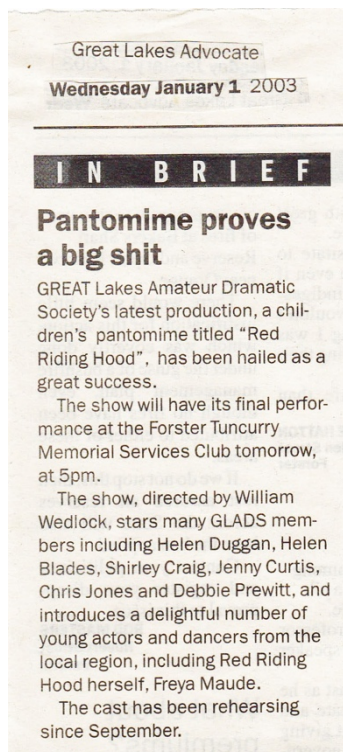 Great Lakes Advocate
Wednesday January 1 2003
IN BRIEF
Pantomime proves
a big shit
GREAT Lakes Amateur Dramatic
Society's latest production, a chil-
dren's pantomime titled "Red
Riding Hood", has been hailed as a
great success.
The show will have its final perfor-
mance at the Forster Tuncurry
Memorial Services Club tomorrow,
at 5pm.
The show, directed by William
Wedlock, stars many GLADS mem-
bers including Helen Duggan, Helen
Blades, Shirley Craig, Jenny Curtis,
Chris Jones and Debbie Prewitt, and
introduces a delightful number of
young actors and dancers from the
local region, including Red Riding
Hood herself, Freya Maude.
The cast has been rehearsing
since September.